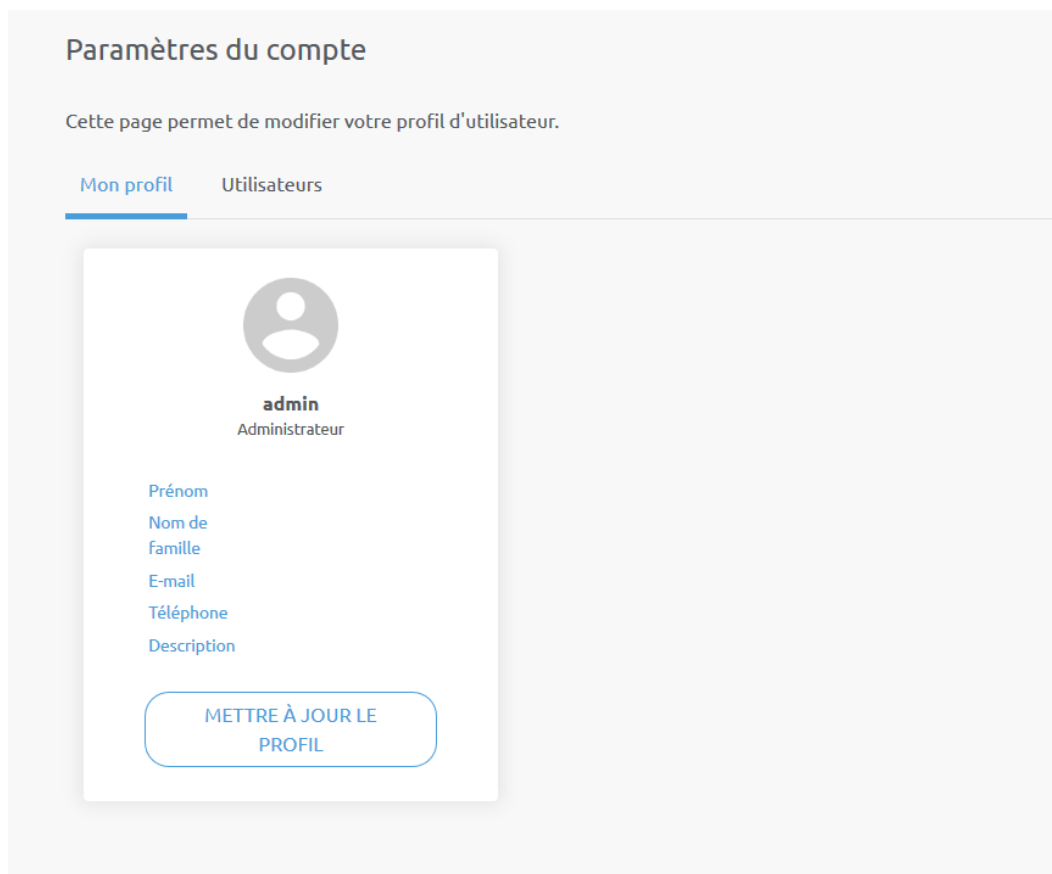 Paramètres du compte
Cette page permet de modifier votre profil d'utilisateur.
Mon profil Utilisateurs
admin
Administrateur
Prénom
Nom de
famille
E-mail
Téléphone
Description
METTRE À JOUR LE
PROFIL